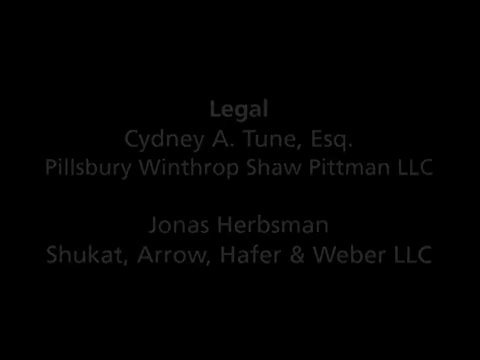 Legal
Cydney A. Tune, Esq.
Pillsbury Winthrop Shaw Pittman LLC
Jonas Herbsman
Shukat, Arrow, Hafer & Weber LLC